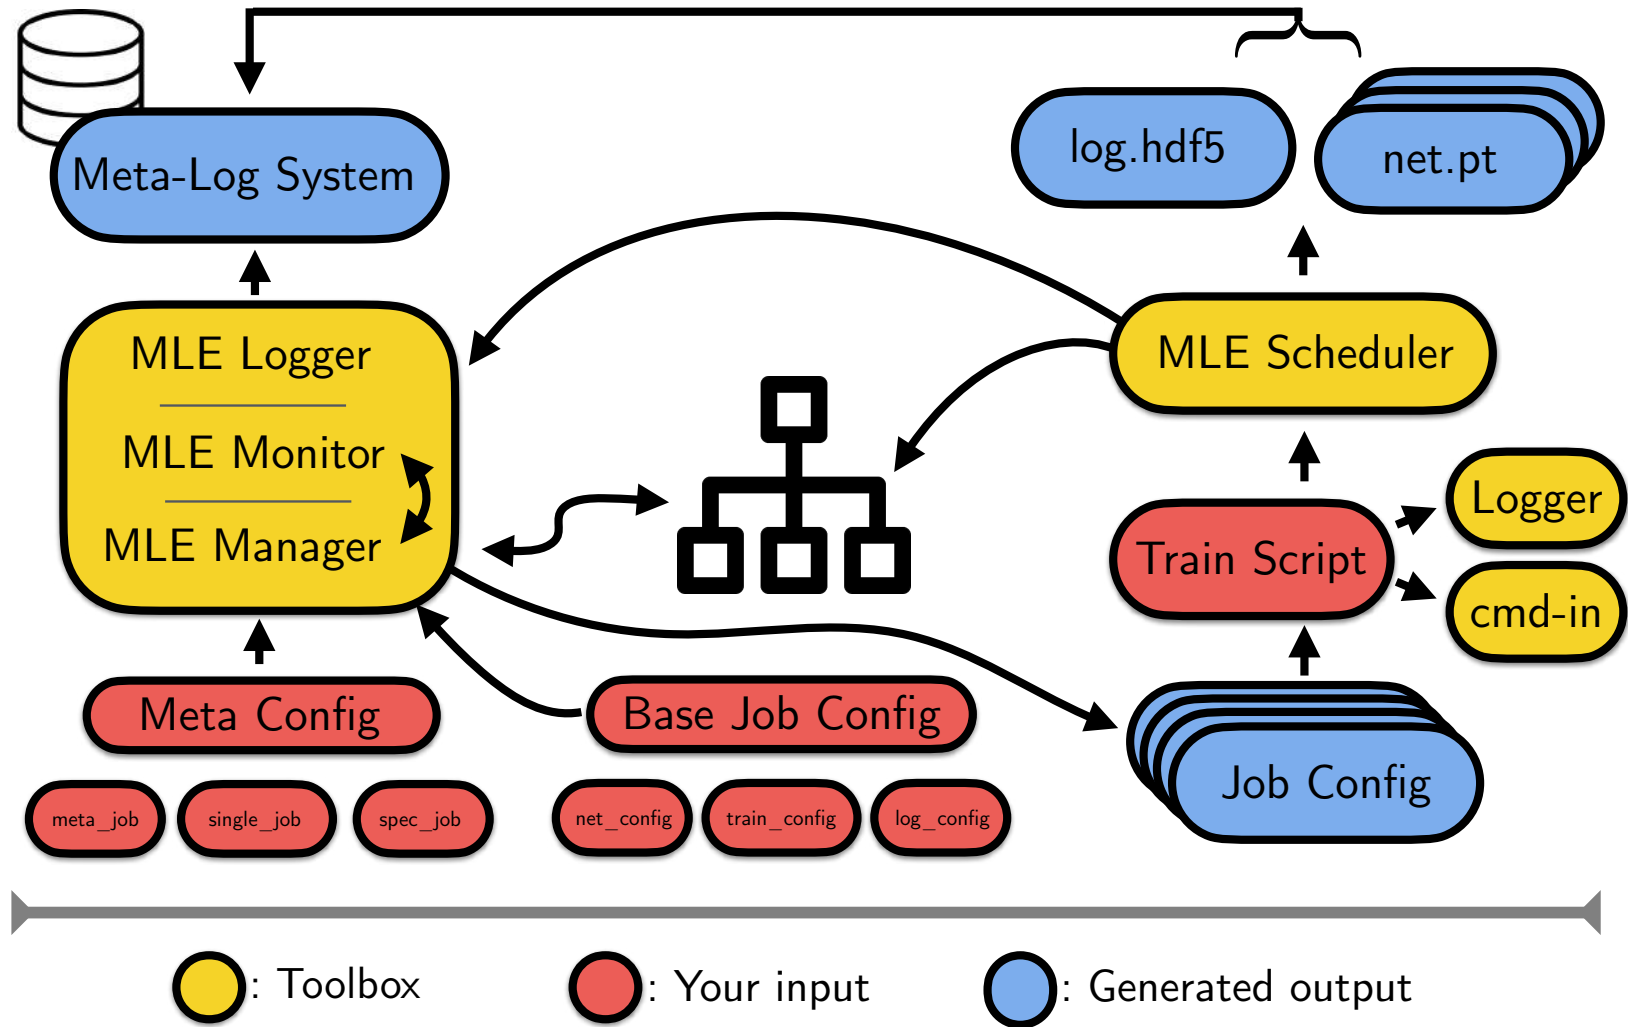 Meta-Log System
log.hdf5
net.pt
MLE Logger
MLE Monitor
MLE Manager
MLE Scheduler
Train Script
Logger
cmd-in
Meta Config
Base Job Config
Job Config
meta_job
single_job
spec_job
net_config
train_config
log_config
: Toolbox
: Your input
: Generated output